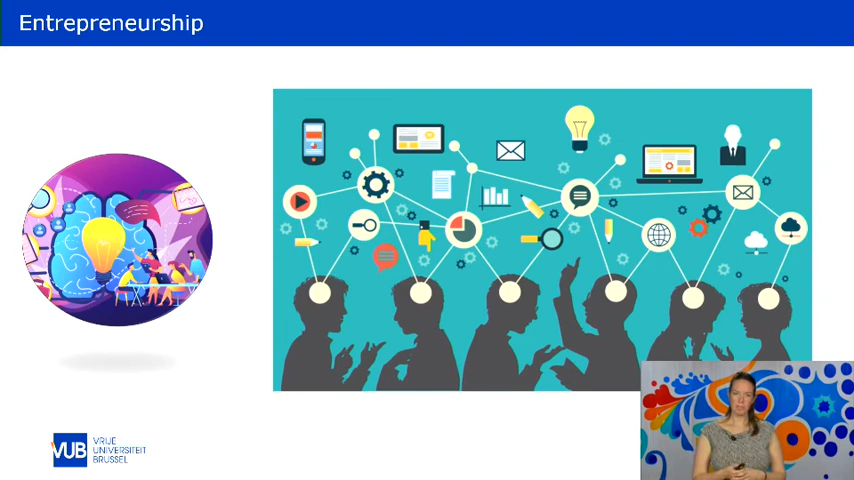 Entrepreneurship
VUB
VRIJE
UNIVERSITEIT
BRUSSEL